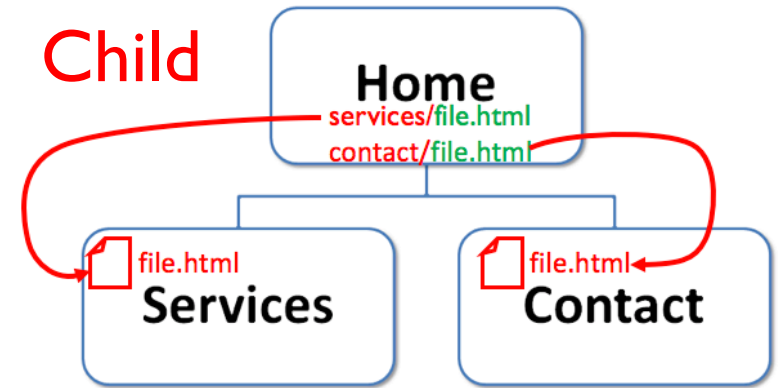 Child
Home
services/file.html
contact/file.html
file.html
Services
file.html
Contact